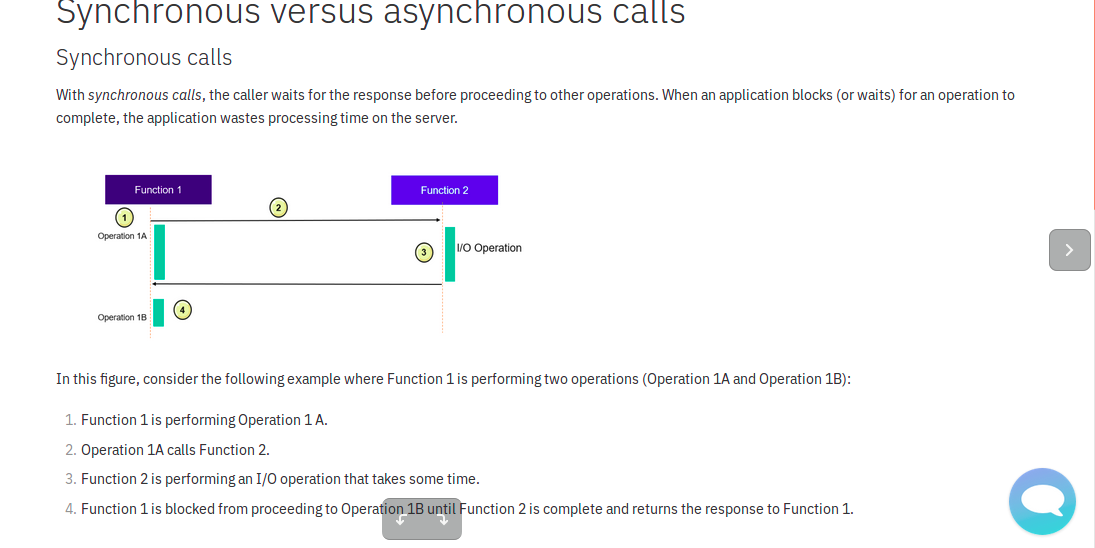 Synchronous versus asynchronous calls
Synchronous calls
With synchronous calls, the caller waits for the response before proceeding to other operations. When an application blocks (or waits) for an operation to
complete, the application wastes processing time on the server.
Function 1
Function 2
2
1
Operation 1A
3
I/O Operation
4
Operation 1B
In this figure, consider the following example where Function 1 is performing two operations (Operation 1A and Operation 1B):
1. Function 1 is performing Operation 1 A.
2. Operation 1A calls Function 2.
3. Function 2 is performing an I/O operation that takes some time.
4. Function 1 is blocked from proceeding to Operation 1B until Function 2 is complete and returns the response to Function 1.